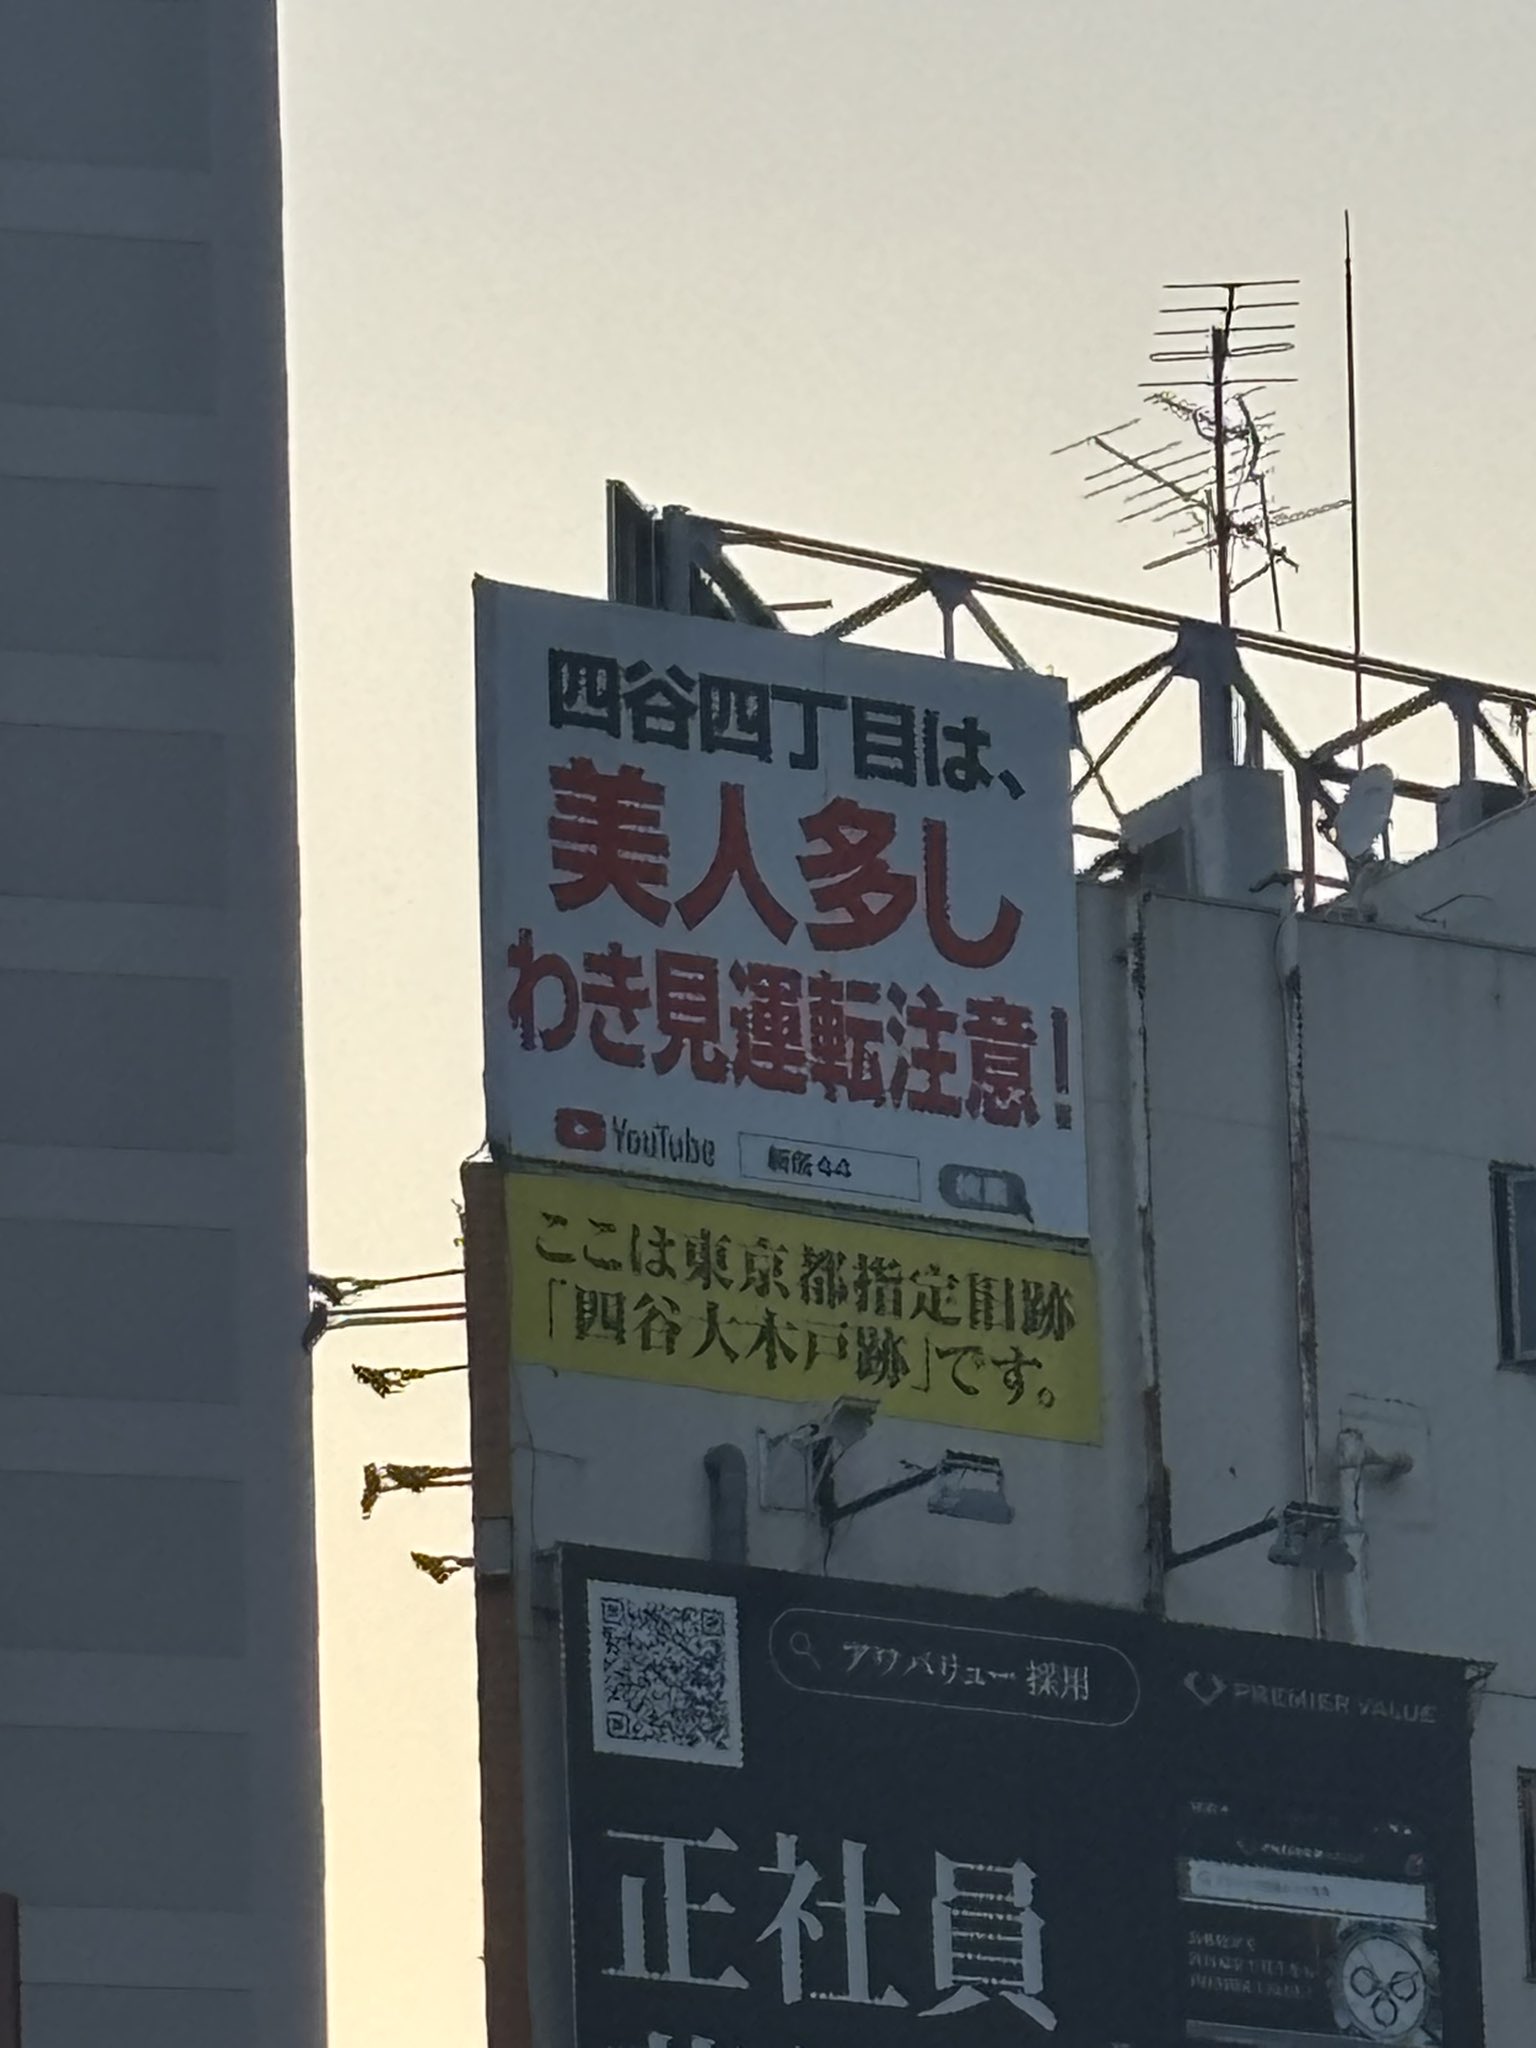 四谷四丁目は、
美人多し
わき見運転注意！
YouTube
ここは東京都指定旧跡
「四谷大木戸跡」です。
アワバリュー 採用
PREMIER VALUE
正社員